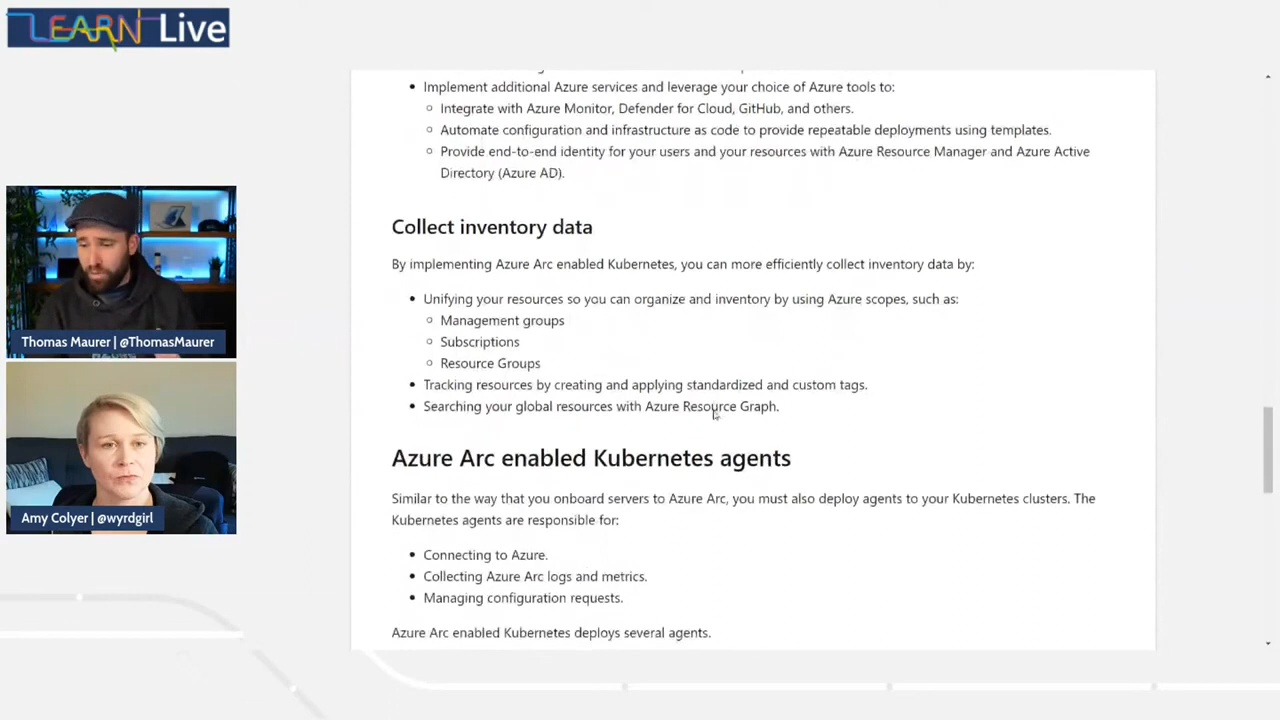 LEARN Live
Implement additional Azure services and leverage your choice of Azure tools to:
Integrate with Azure Monitor, Defender for Cloud, GitHub, and others.
Automate configuration and infrastructure as code to provide repeatable deployments using templates.
Provide end-to-end identity for your users and your resources with Azure Resource Manager and Azure Active
Directory (Azure AD).
Collect inventory data
By implementing Azure Arc enabled Kubernetes, you can more efficiently collect inventory data by:
Unifying your resources so you can organize and inventory by using Azure scopes, such as:
Management groups
Subscriptions
Resource Groups
Tracking resources by creating and applying standardized and custom tags.
Searching your global resources with Azure Resource Graph.
Azure Arc enabled Kubernetes agents
Similar to the way that you onboard servers to Azure Arc, you must also deploy agents to your Kubernetes clusters. The
Kubernetes agents are responsible for:
Connecting to Azure.
Collecting Azure Arc logs and metrics.
Managing configuration requests.
Azure Arc enabled Kubernetes deploys several agents.
Thomas Maurer | @ThomasMaurer
Amy Colyer | @wyrdgirl